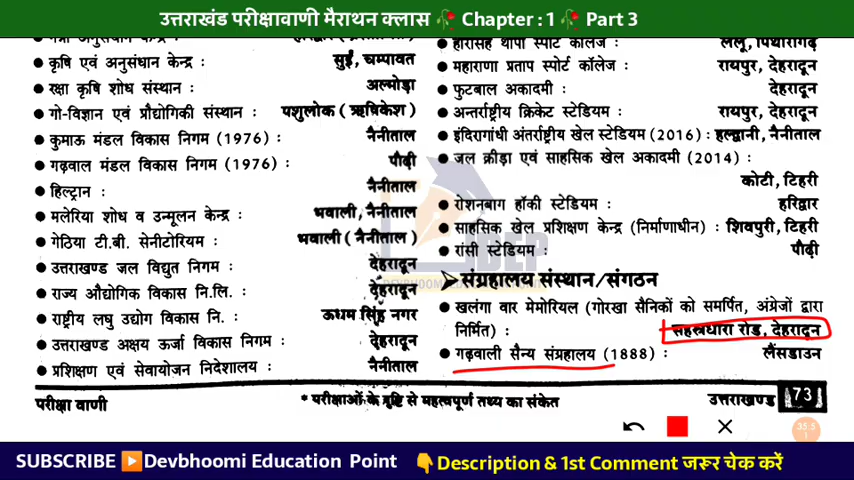 उत्तराखंड परीक्षावाणी मैराथन क्लास 🥀 Chapter : 1 🥀 Part 3
कृषि एवं अनुसंधान केन्द्र : सुईं, चम्पावत
रक्षा कृषि शोध संस्थान : अल्मोड़ा
गो-विज्ञान एवं प्रौद्योगिकी संस्थान : पशुलोक (ऋषिकेश)
कुमाऊ मंडल विकास निगम (1976) : नैनीताल
गढ़वाल मंडल विकास निगम (1976) : पौढ़ी
हिल्ट्रान : नैनीताल
मलेरिया शोध व उन्मूलन केन्द्र : भवाली, नैनीताल
गेठिया टी.बी. सेनीटोरियम : भवाली (नैनीताल)
उत्तराखण्ड जल विद्युत निगम : देहरादून
राज्य औद्योगिक विकास नि.लि. : देहरादून
राष्ट्रीय लघु उद्योग विकास नि. : ऊधम सिंह नगर
उत्तराखण्ड अक्षय ऊर्जा विकास निगम : देहरादून
प्रशिक्षण एवं सेवायोजन निदेशालय : नैनीताल
हारासह थापा स्पोर्ट कॉलेज : लेलू, पिथौरागढ़
महाराणा प्रताप स्पोर्ट कॉलेज : रायपुर, देहरादून
फुटबाल अकादमी : देहरादून
अन्तर्राष्ट्रीय क्रिकेट स्टेडियम : रायपुर, देहरादून
इंदिरागांधी अंतर्राष्ट्रीय खेल स्टेडियम (2016) : हल्द्वानी, नैनीताल
जल क्रीड़ा एवं साहसिक खेल अकादमी (2014) :
कोटी, टिहरी
रोशनबाग हॉकी स्टेडियम : हरिद्वार
साहसिक खेल प्रशिक्षण केन्द्र (निर्माणाधीन) : शिवपुरी, टिहरी
रांसी स्टेडियम : पौढ़ी
संग्रहालय संस्थान/संगठन
खलंगा वार मेमोरियल (गोरखा सैनिकों को समर्पित, अंग्रेजों द्वारा
निर्मित) : सहस्त्रधारा रोड, देहरादून
गढ़वाली सैन्य संग्रहालय (1888) : लैंसडाउन
परीक्षा वाणी * परीक्षाओं के दृष्टि से महत्वपूर्ण तथ्य का संकेत उत्तराखण्ड 73
SUBSCRIBE ▶️Devbhoomi Education Point 👇Description & 1st Comment जरूर चेक करें